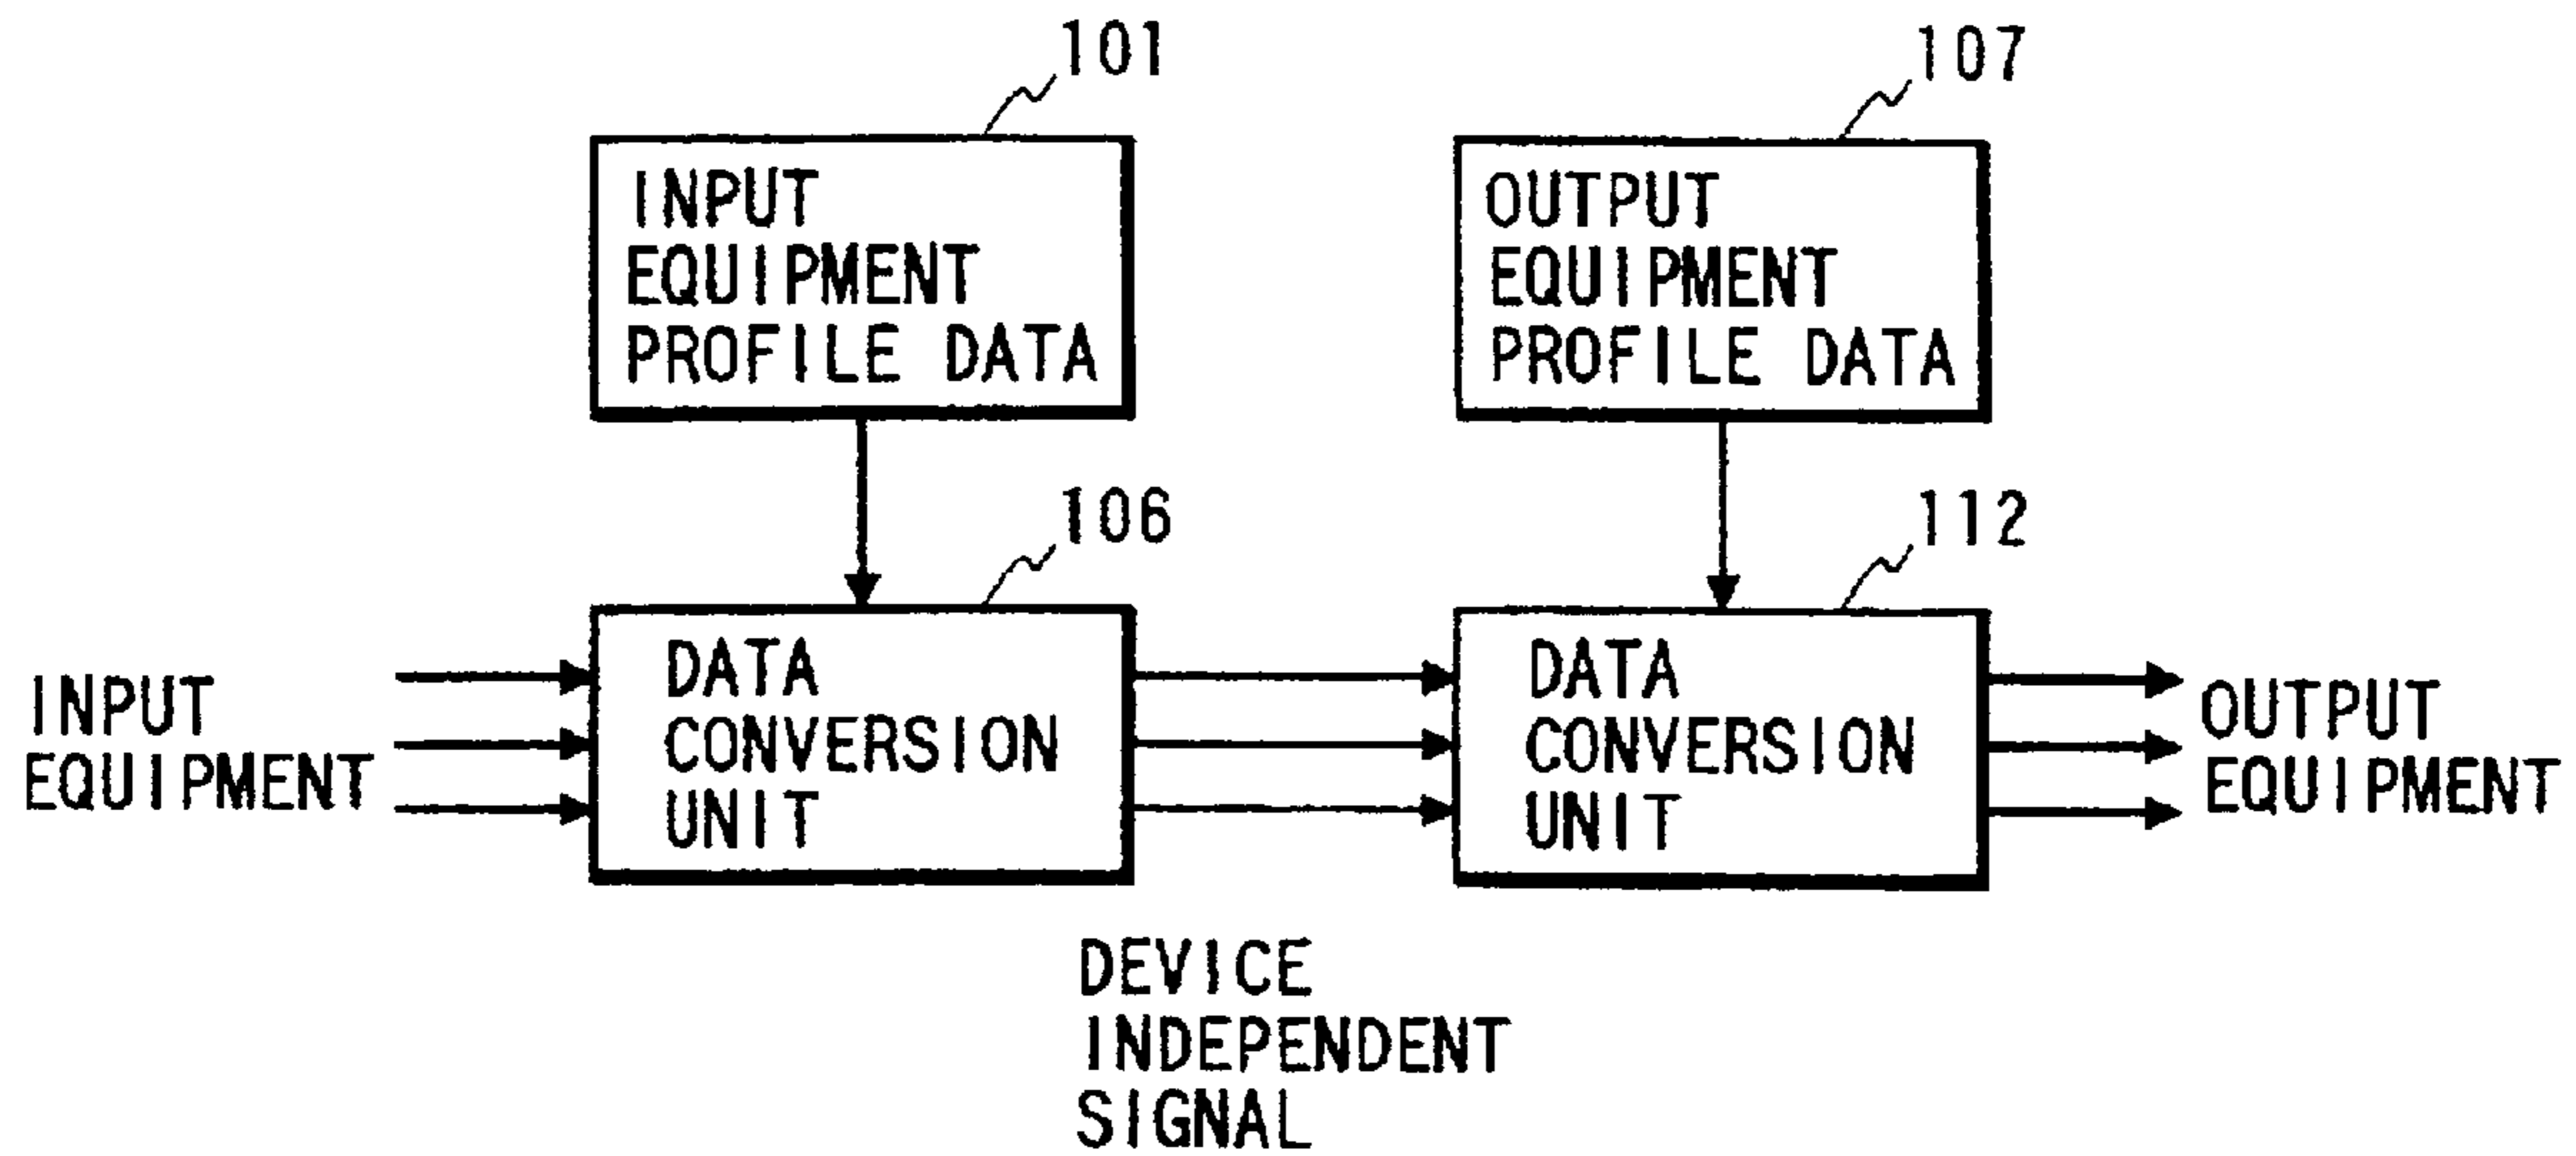 101
107
INPUT
EQUIPMENT
PROFILE DATA
OUTPUT
EQUIPMENT
PROFILE DATA
106
112
INPUT
EQUIPMENT
DATA
CONVERSION
UNIT
DATA
CONVERSION
UNIT
OUTPUT
EQUIPMENT
DEVICE
INDEPENDENT
SIGNAL